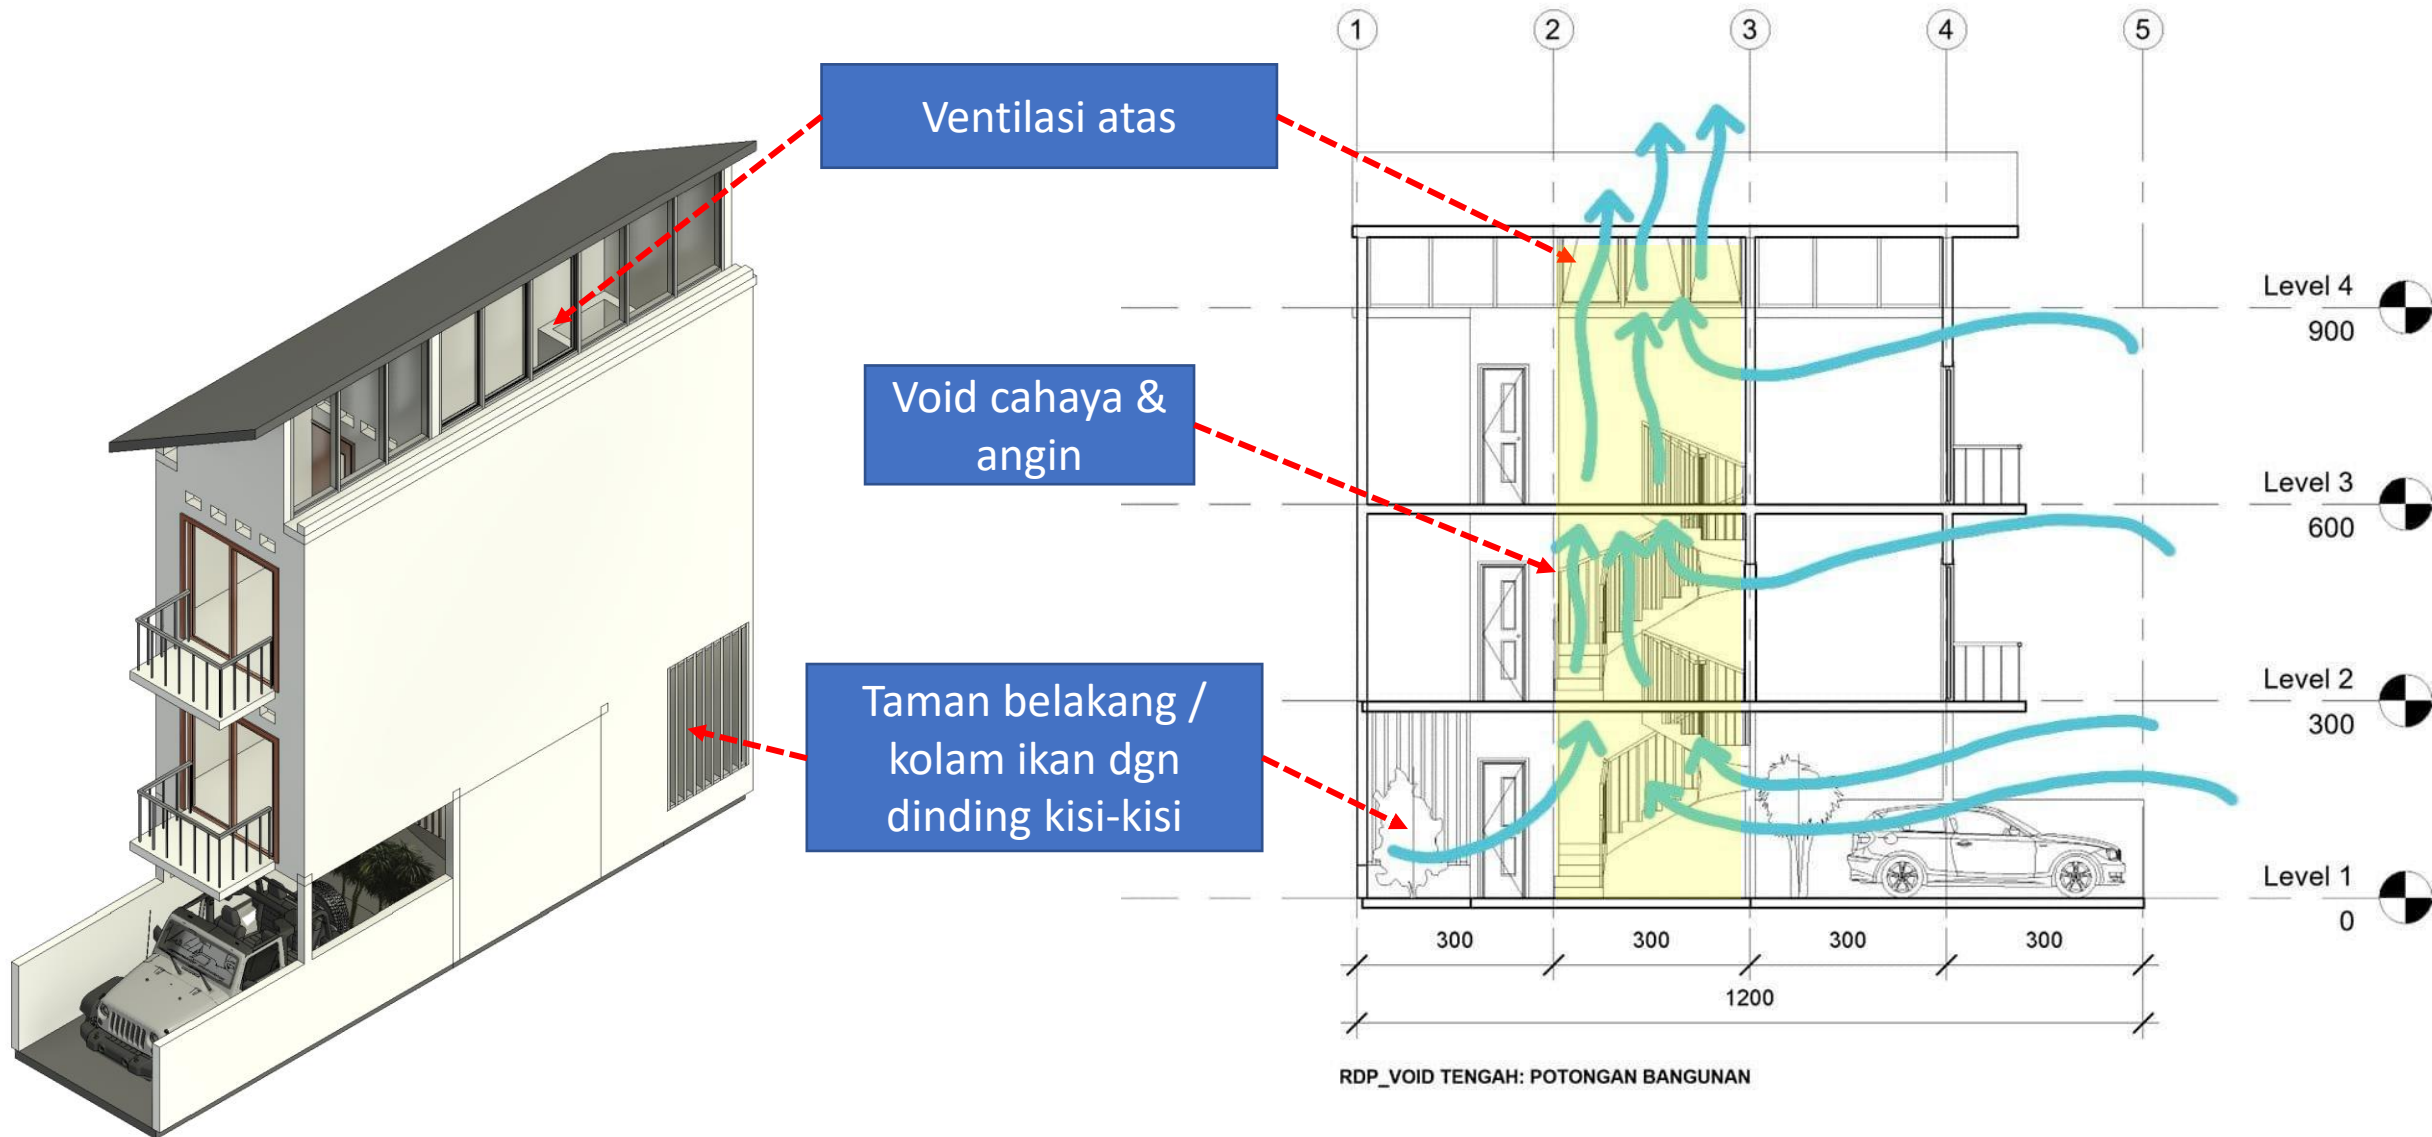 1 2 3 4 5
Ventilasi atas
Void cahaya &
angin
Taman belakang /
kolam ikan dgn
dinding kisi-kisi
Level 4
900
Level 3
600
Level 2
300
Level 1
0
300 300 300 300
1200
RDP_VOID TENGAH: POTONGAN BANGUNAN